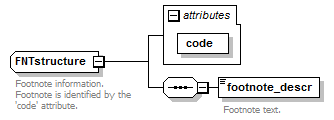 attributes
code
FNTstructure
Footnote information.
Footnote is identified by the
'code' attribute.
footnote_descr
Footnote text.